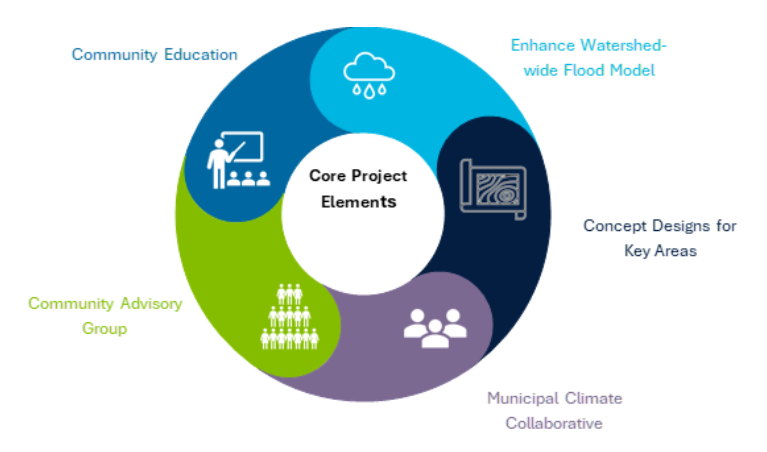 Community Education
Enhance Watershed-
wide Flood Model
Core Project
Elements
Concept Designs for
Key Areas
Community Advisory
Group
Municipal Climate
Collaborative